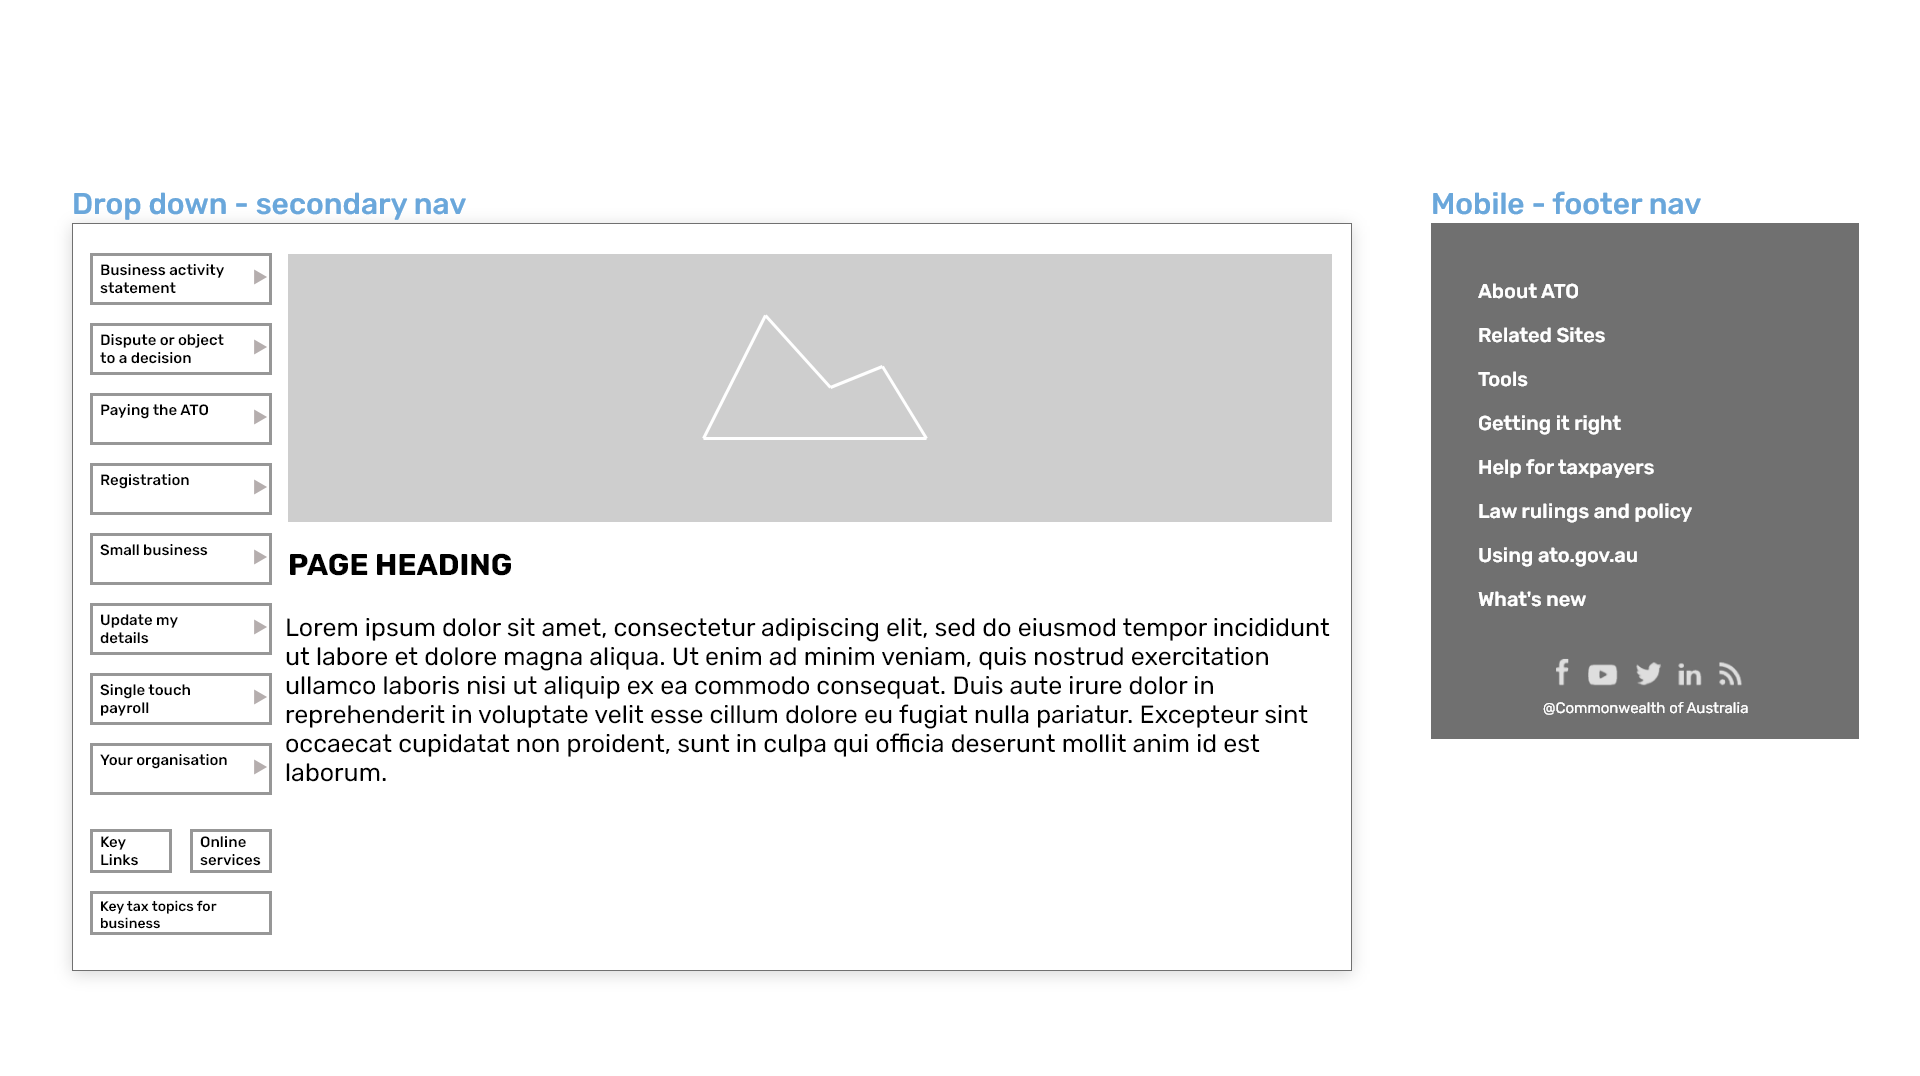 Drop down - secondary nav
Business activity
statement
Dispute or object
to a decision
Paying the ATO
Registration
Small business
Update my
details
Single touch
payroll
Your organisation
Key
Links
Online
services
Key tax topics for
business
PAGE HEADING
Lorem ipsum dolor sit amet, consectetur adipiscing elit, sed do eiusmod tempor incididunt
ut labore et dolore magna aliqua. Ut enim ad minim veniam, quis nostrud exercitation
ullamco laboris nisi ut aliquip ex ea commodo consequat. Duis aute irure dolor in
reprehenderit in voluptate velit esse cillum dolore eu fugiat nulla pariatur. Excepteur sint
occaecat cupidatat non proident, sunt in culpa qui officia deserunt mollit anim id est
laborum.
Mobile - footer nav
About ATO
Related Sites
Tools
Getting it right
Help for taxpayers
Law rulings and policy
Using ato.gov.au
What's new
@Commonwealth of Australia